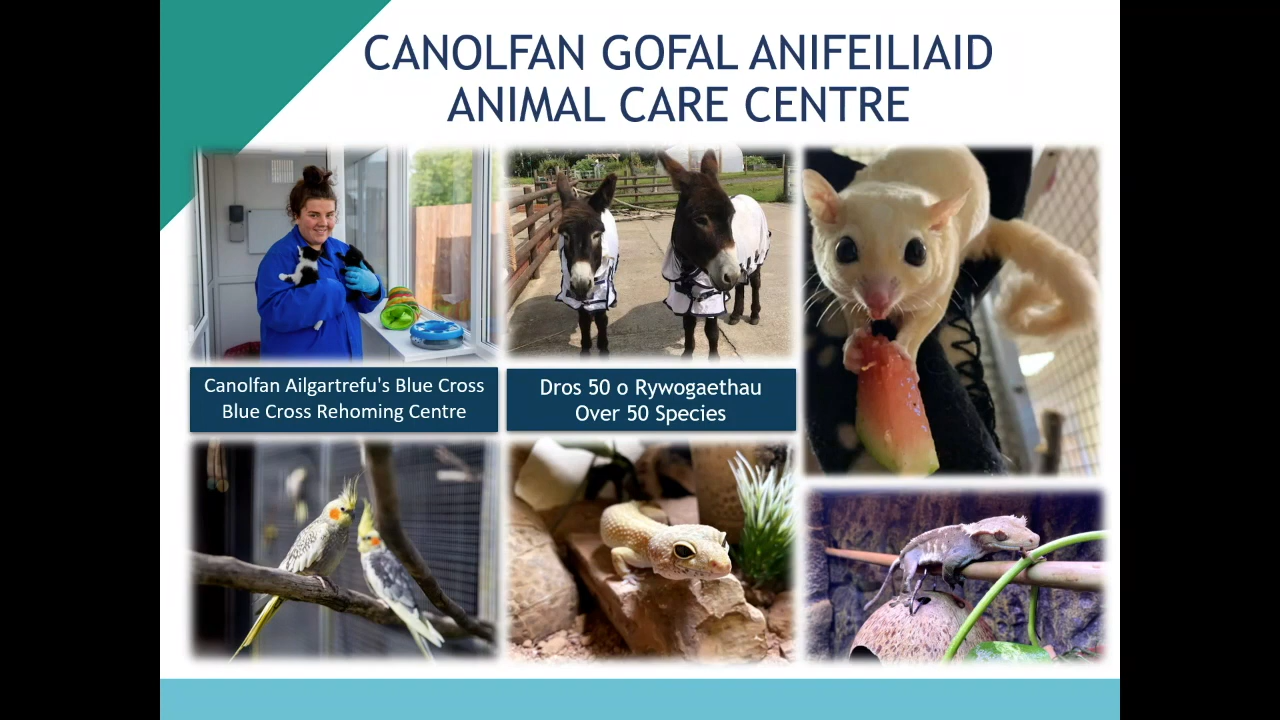 CANOLFAN GOFAL ANIFEILIAID
ANIMAL CARE CENTRE
Canolfan Ailgartrefu's Blue Cross
Blue Cross Rehoming Centre
Dros 50 o Rywogaethau
Over 50 Species